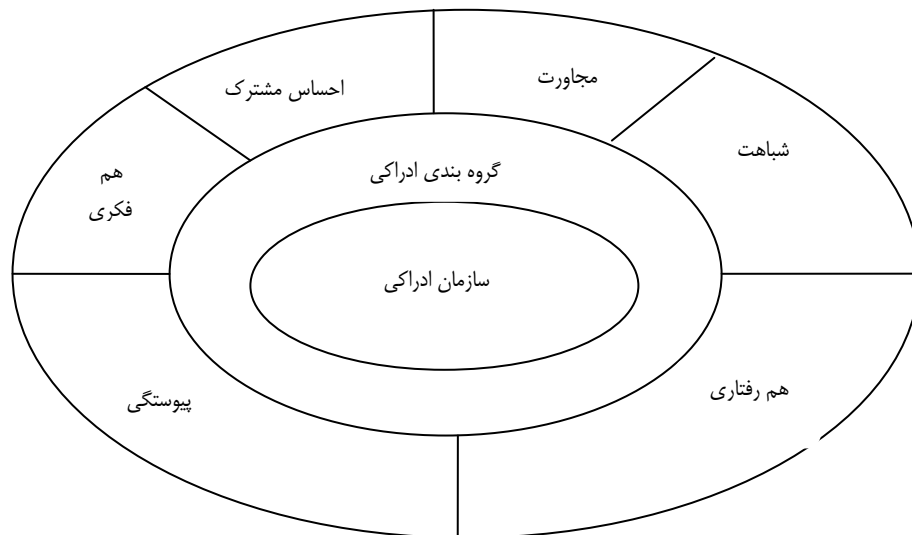 مجاورت
احساس مشترک
شباهت
گروه بندی ادراکی
هم
فکری
سازمان ادراکی
هم رفتاری
پیوستگی